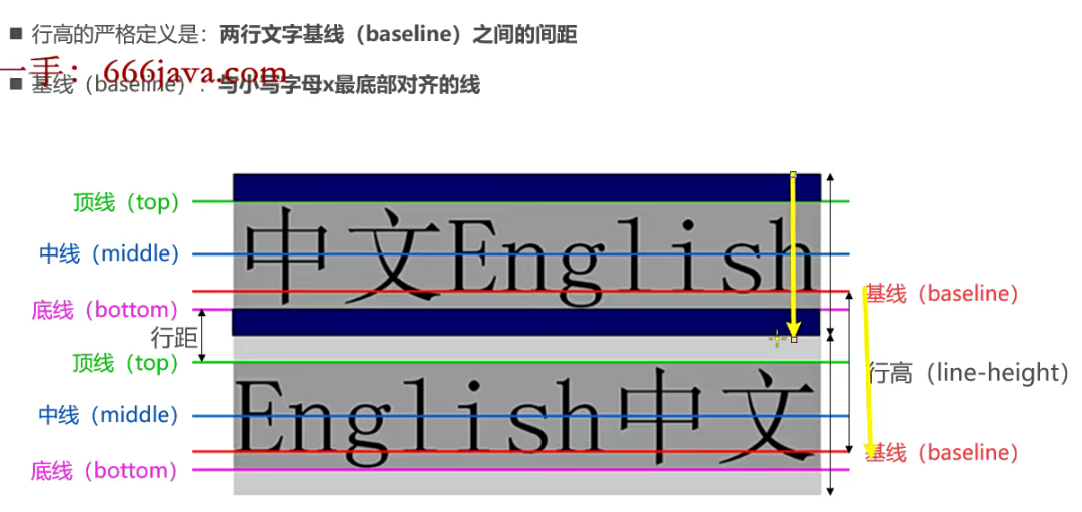 ■ 行高的严格定义是：两行文字基线（baseline）之间的间距
一手：666java.com
■ 基线（baseline）：与小写字母x最底部对齐的线
顶线（top）
中线（middle）
中文English
基线（baseline）
底线（bottom）
行距
顶线（top）
行高（line-height）
中线（middle）
English中文
基线（baseline）
底线（bottom）